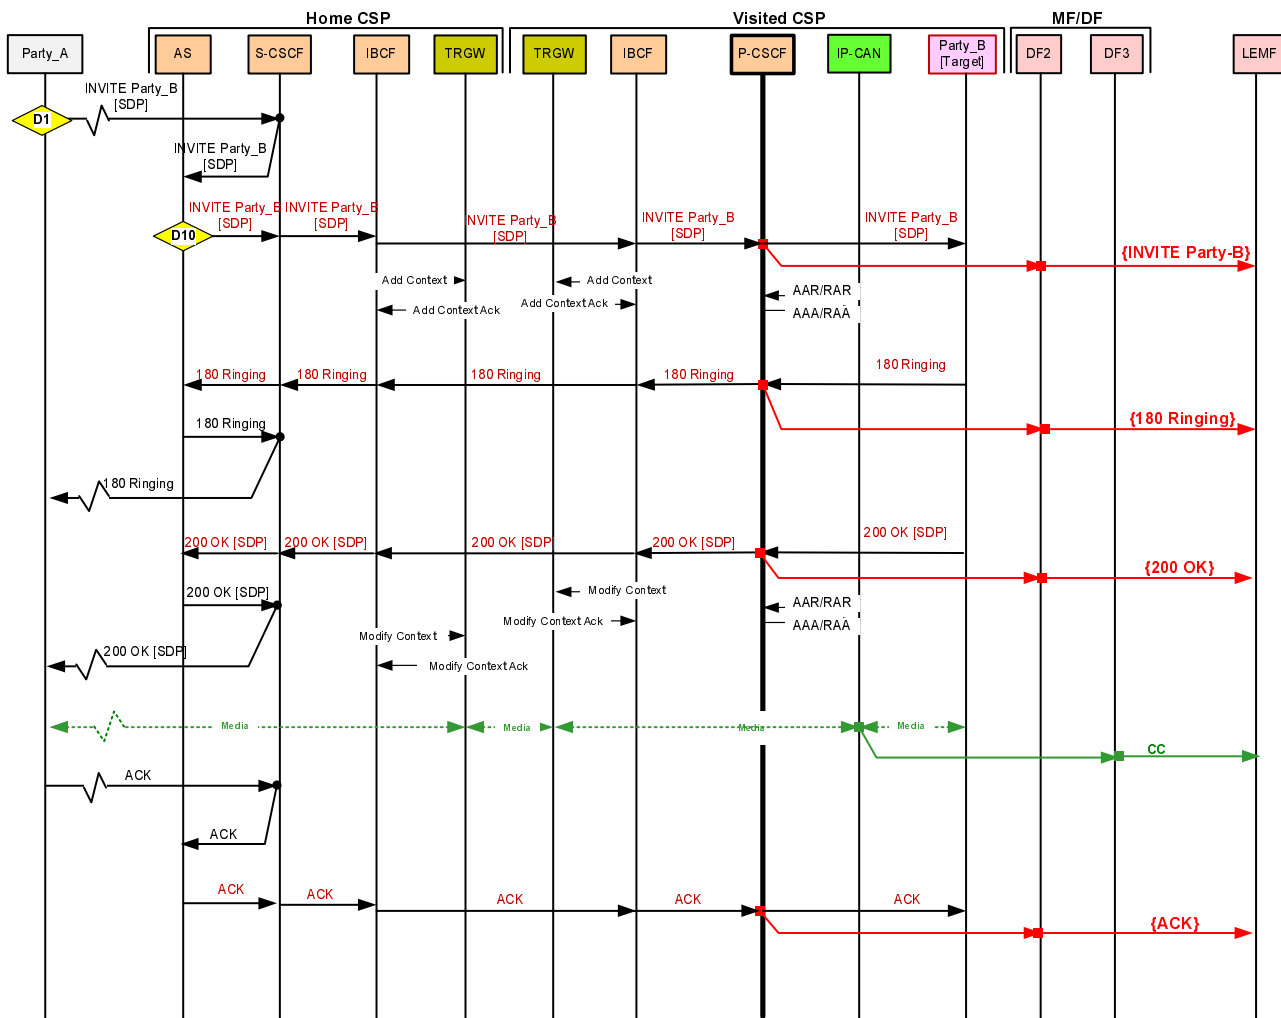 Home CSP
Visited CSP
MF/DF
Party_A
AS
S-CSCF
IBCF
TRGW
TRGW
IBCF
P-CSCF
IP-CAN
Party_B
[Target]
DF2
DF3
LEMF
INVITE Party_B
[SDP]
D1
INVITE Party_B
[SDP]
INVITE Party_B
[SDP]
INVITE Party_B
[SDP]
NVITE Party_B
[SDP]
INVITE Party_B
[SDP]
INVITE Party_B
[SDP]
D10
{INVITE Party-B}
Add Context
Add Context
AAR/RAR
Add Context Ack
Add Context Ack
AAA/RAA
180 Ringing
180 Ringing
180 Ringing
180 Ringing
180 Ringing
180 Ringing
{180 Ringing}
180 Ringing
200 OK [SDP]
200 OK [SDP]
200 OK [SDP
200 OK [SDP]
200 OK [SDP]
{200 OK}
200 OK [SDP]
Modify Context
AAR/RAR
Modify Context Ack
AAA/RAA
Modify Context
200 OK [SDP]
Modify Context Ack
Media
Media
Media
Media
CC
ACK
ACK
ACK
ACK
ACK
ACK
ACK
{ACK}